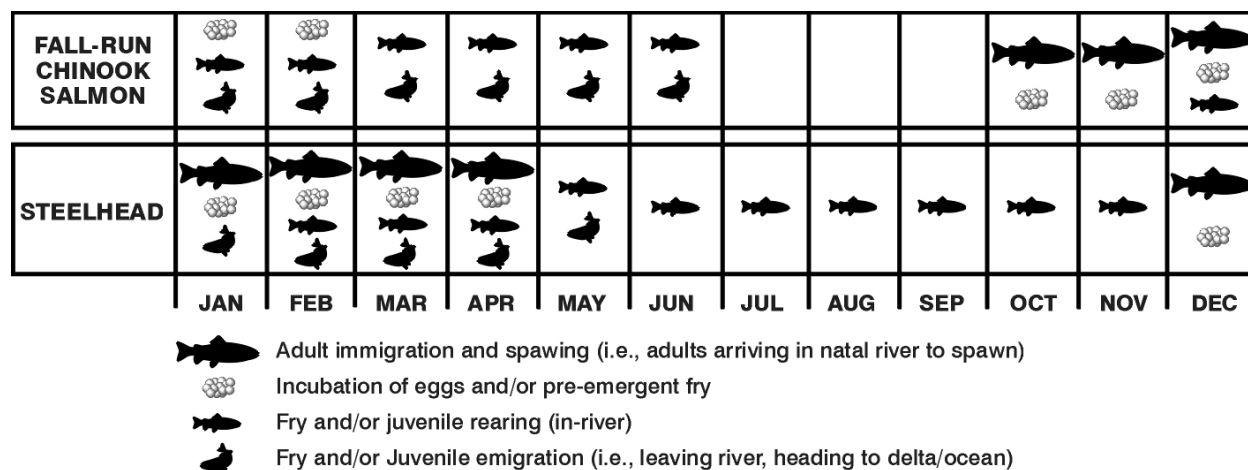 FALL-RUN
CHINOOK
SALMON
STEELHEAD
JAN FEB MAR APR MAY JUN JUL AUG SEP OCT NOV DEC
Adult immigration and spawing (i.e., adults arriving in natal river to spawn)
Incubation of eggs and/or pre-emergent fry
Fry and/or juvenile rearing (in-river)
Fry and/or Juvenile emigration (i.e., leaving river, heading to delta/ocean)